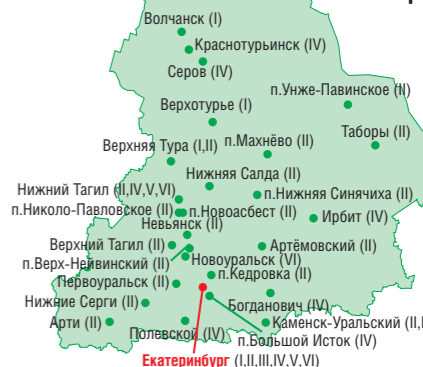 Волчанск (I)
Краснотурьинск (IV)
Серов (IV)
п.Унже-Павинское (II)
Верхотурье (I)
Таборы (II)
п.Махнёво (II)
Верхняя Тура (I,II)
Нижняя Салда (II)
Нижний Тагил (II,IV,V,VI)
п.Нижняя Синячиха (II)
п.Николо-Павловское (II)
п.Новоасбест (II)
Ирбит (IV)
Невьянск (II)
Верхний Тагил (II)
Артёмовский (II)
п.Верх-Нейвинский (II)
Новоуральск (VI)
п.Кедровка (II)
Первоуральск (II)
Нижние Серги (II)
Богданович (IV)
Арти (II)
Полевской (IV)
Каменск-Уральский (II,
п.Большой Исток (IV)
Екатеринбург (I,II,III,IV,V,VI)